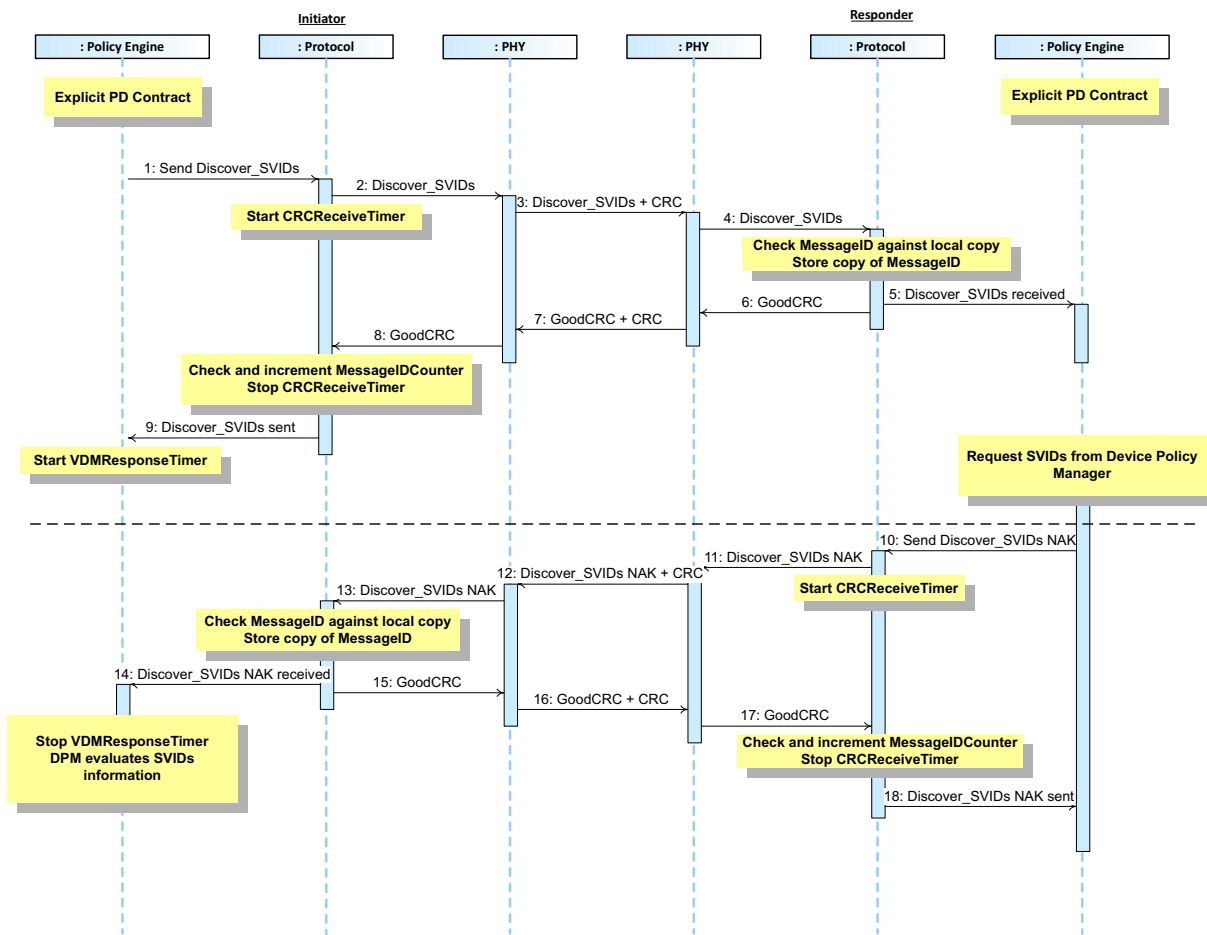 Initiator
Responder
: Policy Engine
: Protocol
: PHY
: PHY
: Protocol
: Policy Engine
Explicit PD Contract
Explicit PD Contract
1: Send Discover_SVIDs
2: Discover_SVIDs
Start CRCReceiveTimer
3: Discover_SVIDs + CRC
4: Discover_SVIDs
Check MessageID against local copy
Store copy of MessageID
5: Discover_SVIDs received
6: GoodCRC
7: GoodCRC + CRC
8: GoodCRC
Check and increment MessageIDCounter
Stop CRCReceiveTimer
9: Discover_SVIDs sent
Start VDMResponseTimer
Request SVIDs from Device Policy
Manager
10: Send Discover_SVIDs NAK
11: Discover_SVIDs NAK
Start CRCReceiveTimer
12: Discover_SVIDs NAK + CRC
13: Discover_SVIDs NAK
Check MessageID against local copy
Store copy of MessageID
14: Discover_SVIDs NAK received
15: GoodCRC
16: GoodCRC + CRC
17: GoodCRC
Stop VDMResponseTimer
DPM evaluates SVIDs
information
Check and increment MessageIDCounter
Stop CRCReceiveTimer
18: Discover_SVIDs NAK sent